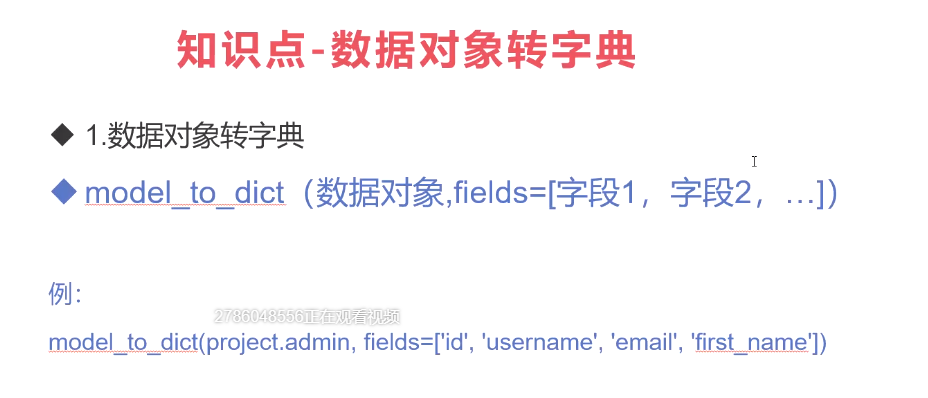 知识点-数据对象转字典
1.数据对象转字典
model_to_dict（数据对象,fields=[字段1，字段2，…]）
例：
2786048556正在观看视频
model_to_dict(project.admin, fields=['id', 'username', 'email', 'first_name'])